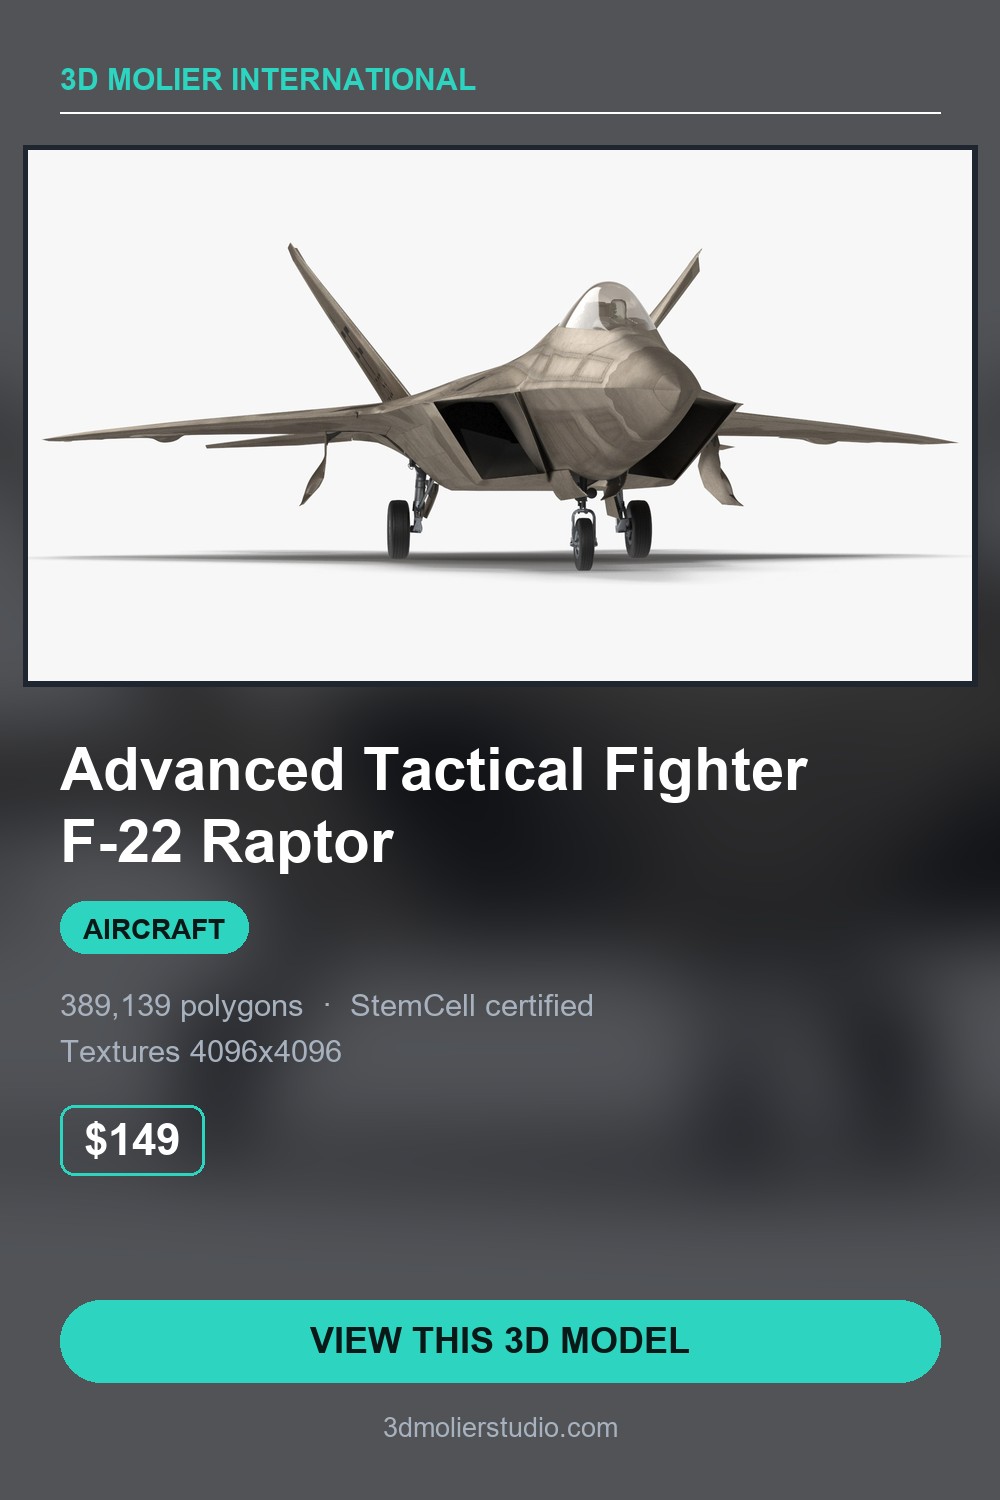 3D MOLIER INTERNATIONAL
Advanced Tactical Fighter
F-22 Raptor
AIRCRAFT
389,139 polygons · StemCell certified
Textures 4096x4096
$149
VIEW THIS 3D MODEL
3dmolierstudio.com